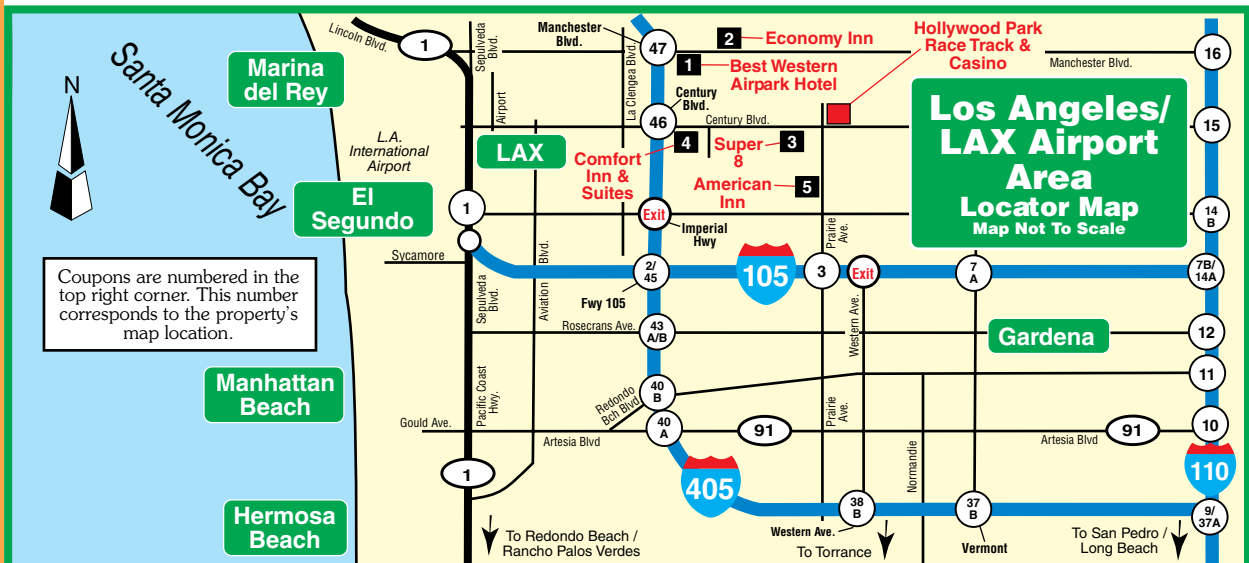 Lincoln Blvd.
1
Sepulveda
Blvd.
Manchester
Blvd.
47
La Clengea Blvd.
2
Economy Inn
Hollywood Park
Race Track &
Casino
Manchester Blvd.
16
Marina
del Rey
Santa Monica Bay
N
1
Best Western
Airpark Hotel
Airport
Century
Blvd.
46
Century Blvd.
15
Los Angeles/
LAX Airport
Area
Locator Map
Map Not To Scale
L.A.
International
Airport
LAX
4
Comfort
Inn &
Suites
Super
8
3
American
Inn
5
El
Segundo
1
Exit
Imperial
Hwy
Prairie
Ave.
14
B
Sycamore
Sepulveda
Blvd.
Aviation
Blvd.
2/
45
Fwy 105
105
3
Exit
7
A
7B/
14A
Coupons are numbered in the
top right corner. This number
corresponds to the property's
map location.
Rosecrans Ave.
43
A/B
Western Ave.
Gardena
12
Manhattan
Beach
Pacific Coast
Hwy.
Redondo
Bch Blvd
40
B
11
Gould Ave.
Artesia Blvd
40
A
91
Prairie
Ave.
Normandie
Artesia Blvd
91
10
1
405
110
Hermosa
Beach
To Redondo Beach /
Rancho Palos Verdes
38
B
Western Ave.
To Torrance
37
B
Vermont
To San Pedro /
Long Beach
9/
37A